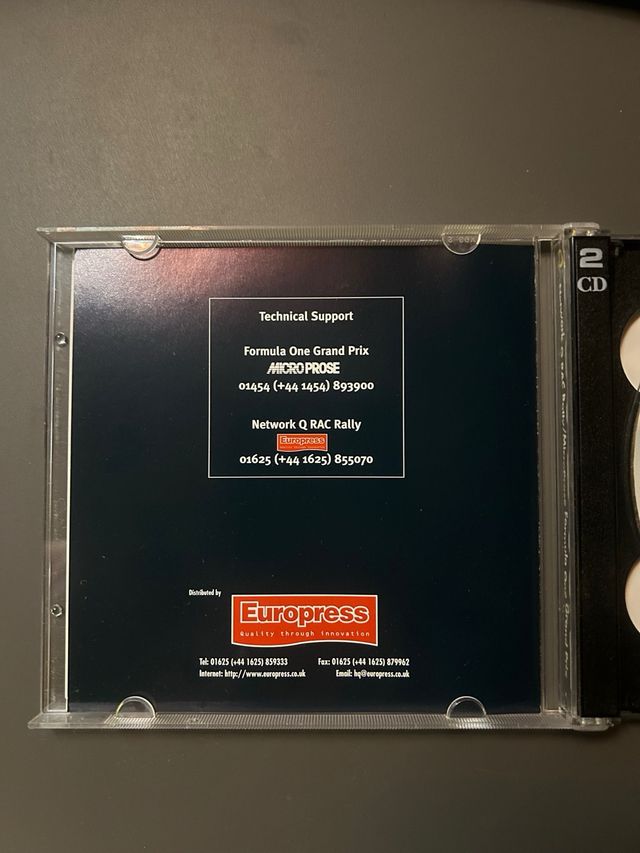 Technical Support
Formula One Grand Prix
MICROPROSE
01454 (+44 1454) 893900
Network Q RAC Rally
Europress
01625 (+44 1625) 855070
Distributed by
Europress
Quality through innovation
Tel: 01625 (+44 1625) 859333 Fax: 01625 (+44 1625) 879962
Internet: http://www.europress.co.uk Email: hq@europress.co.uk
2
CD